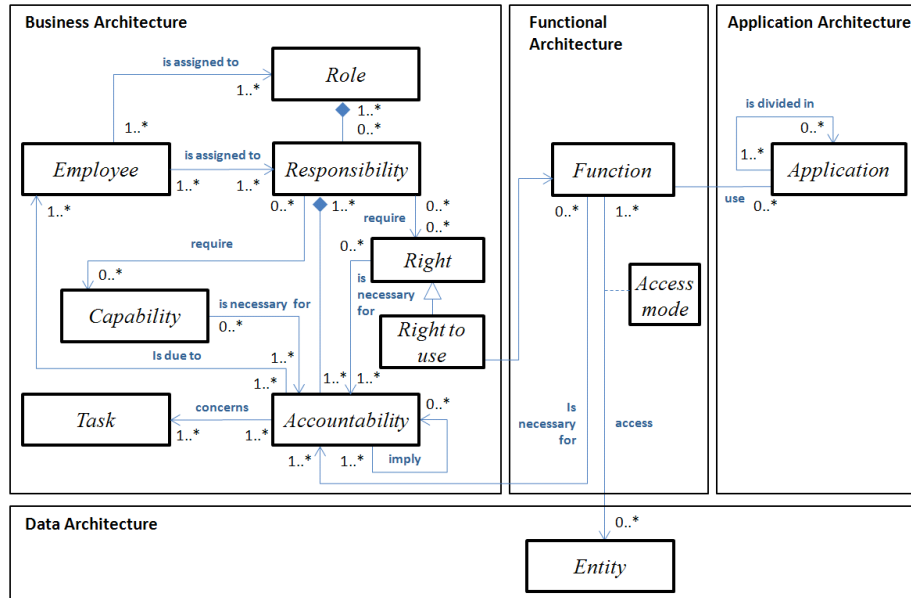 Business Architecture
Functional
Architecture
Application Architecture
is assigned to
Role
1..*
1..*
0..*
1..*
is divided in
0..*
1..*
Employee
is assigned to
Responsibility
Function
Application
1..*
1..*
1..*
0..*
1..*
0..*
0..*
1..*
use
0..*
require
0..*
require
0..*
Right
is
necessary
for
0..*
Capability
is necessary for
0..*
Access
mode
Right to
use
Is due to
1..*
1..*
1..*
1..*
0..*
Task
concerns
Accountability
1..*
1..*
1..*
1..*
imply
Is
necessary
for
access
Data Architecture
0..*
Entity